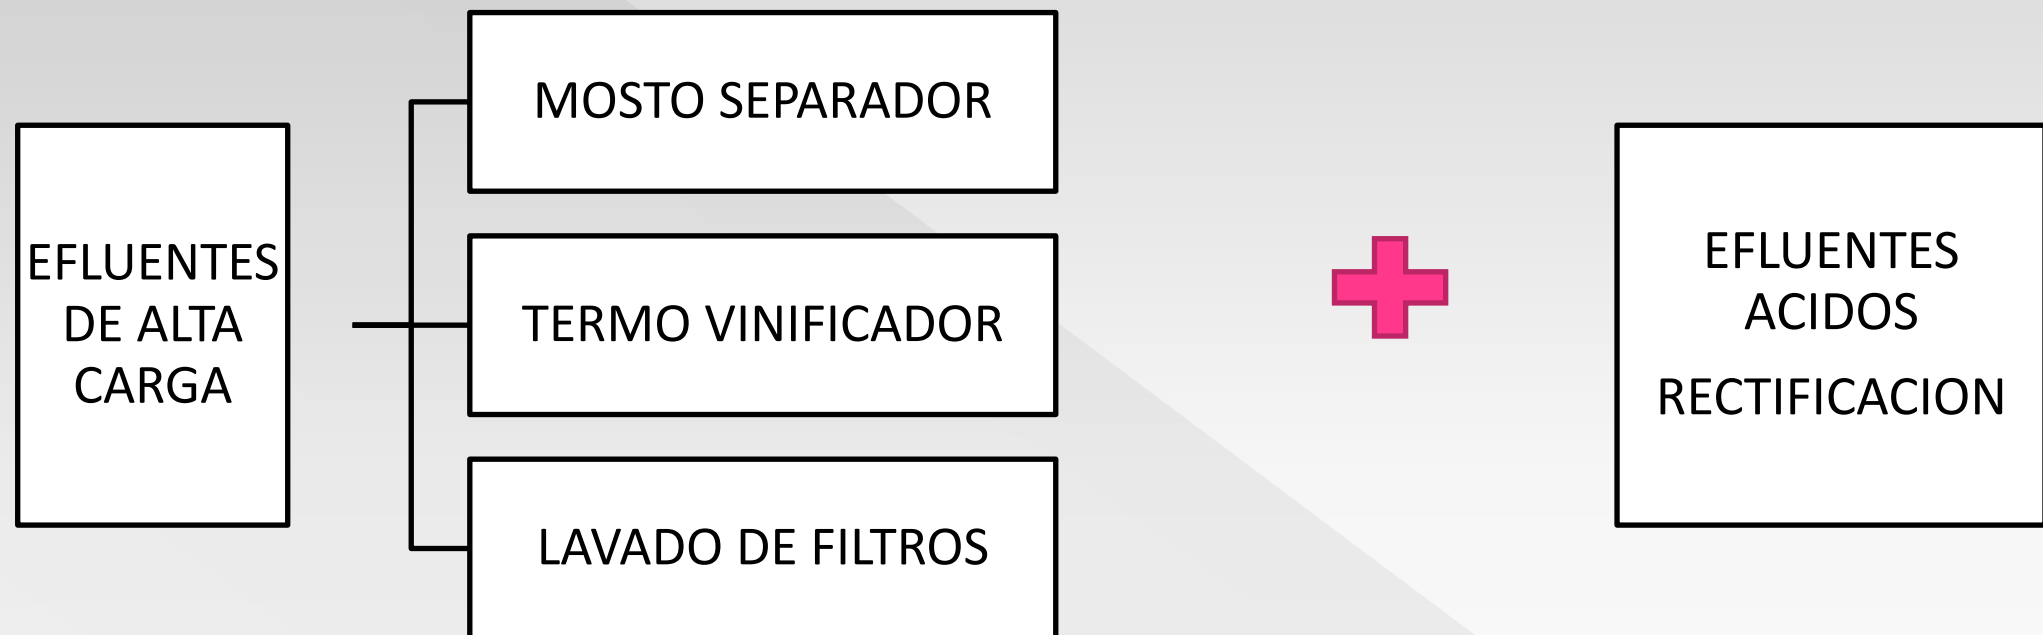 EFLUENTES
DE ALTA
CARGA
MOSTO SEPARADOR
TERMO VINIFICADOR
LAVADO DE FILTROS
EFLUENTES
ACIDOS
RECTIFICACION